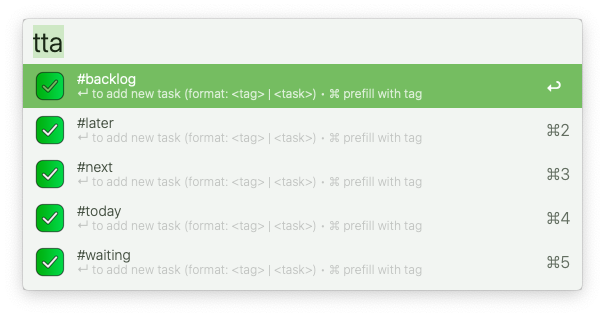 tta
#backlog
↩ to add new task (format: <tag> | <task>) • ⌘ prefill with tag
↩
#later
↩ to add new task (format: <tag> | <task>) • ⌘ prefill with tag
⌘2
#next
↩ to add new task (format: <tag> | <task>) • ⌘ prefill with tag
⌘3
#today
↩ to add new task (format: <tag> | <task>) • ⌘ prefill with tag
⌘4
#waiting
↩ to add new task (format: <tag> | <task>) • ⌘ prefill with tag
⌘5